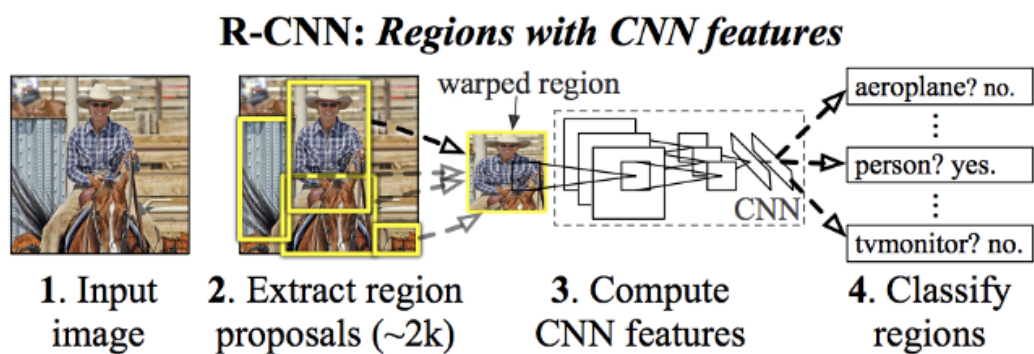 R-CNN: Regions with CNN features
warped region
aeroplane? no.
⋮
person? yes.
⋮
tvmonitor? no.
CNN
1. Input
image
2. Extract region
proposals (~2k)
3. Compute
CNN features
4. Classify
regions